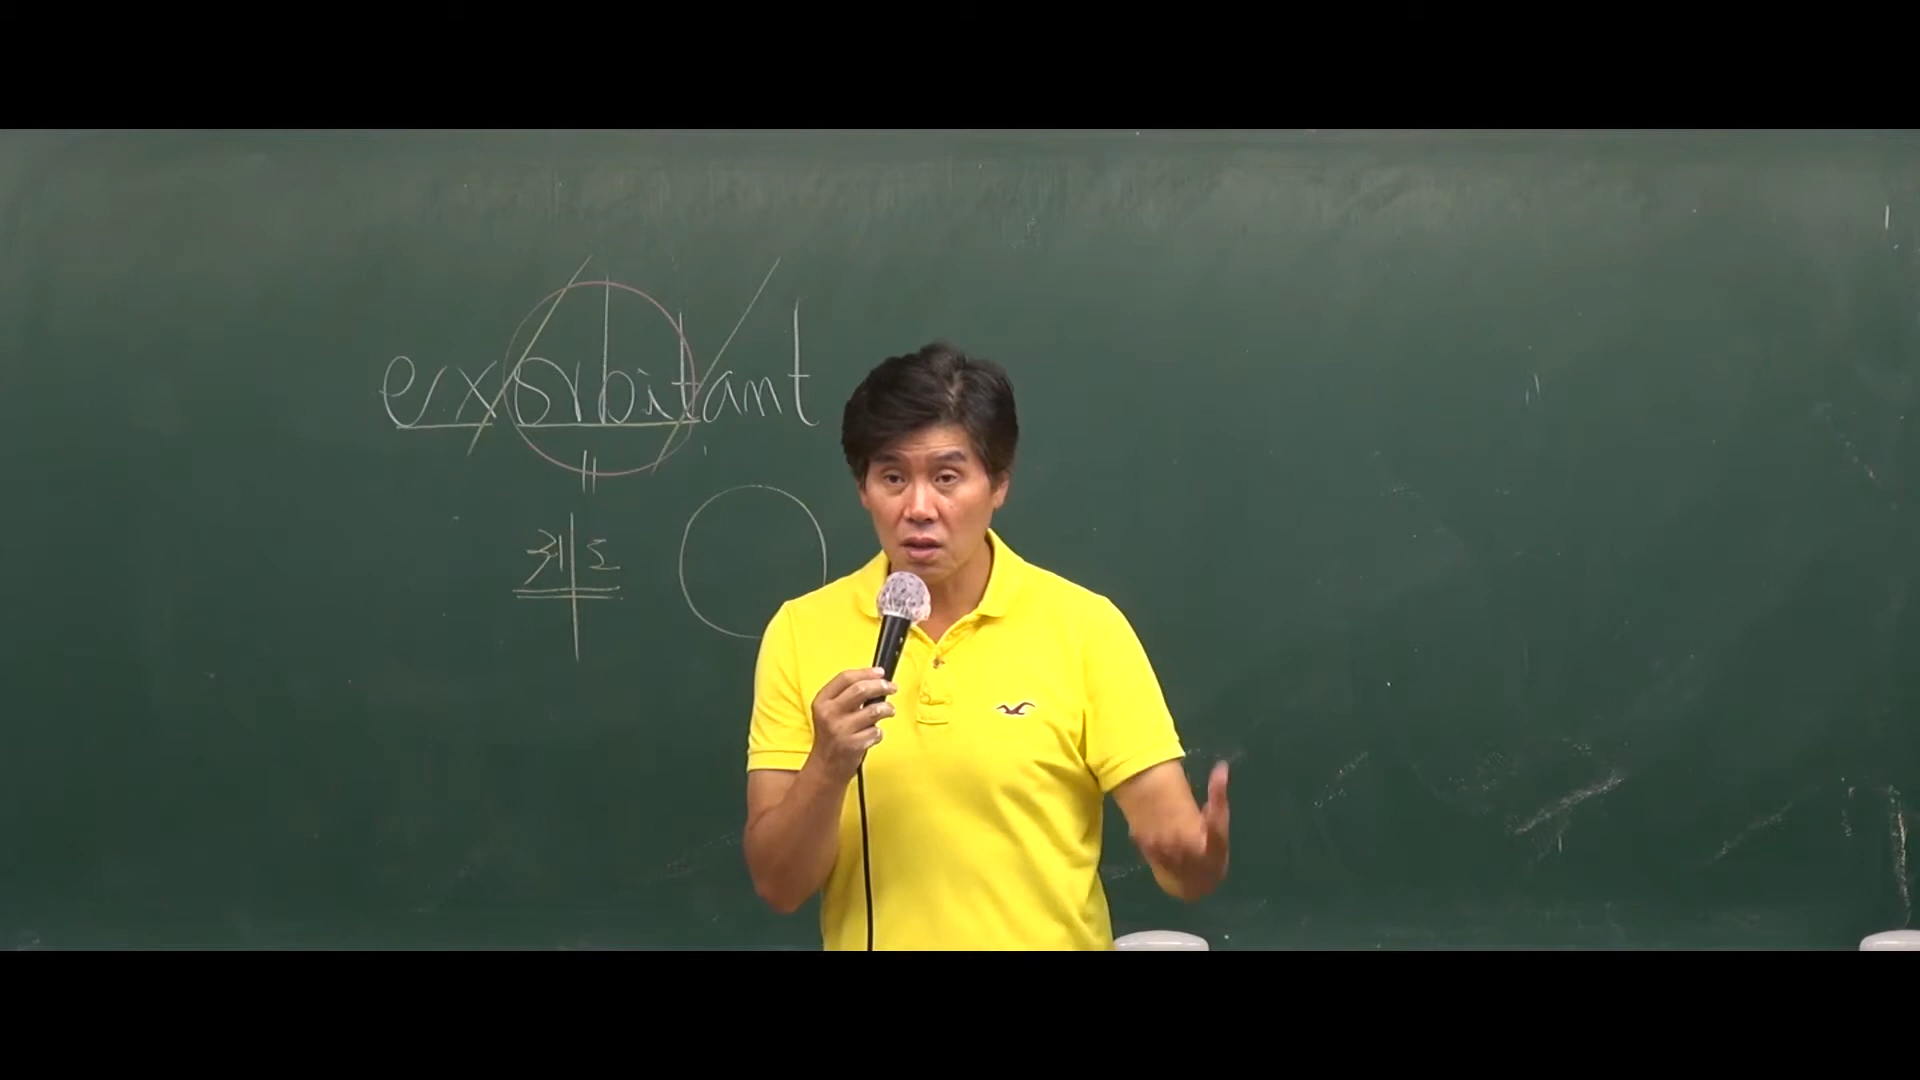 exorbitant
=
궤도